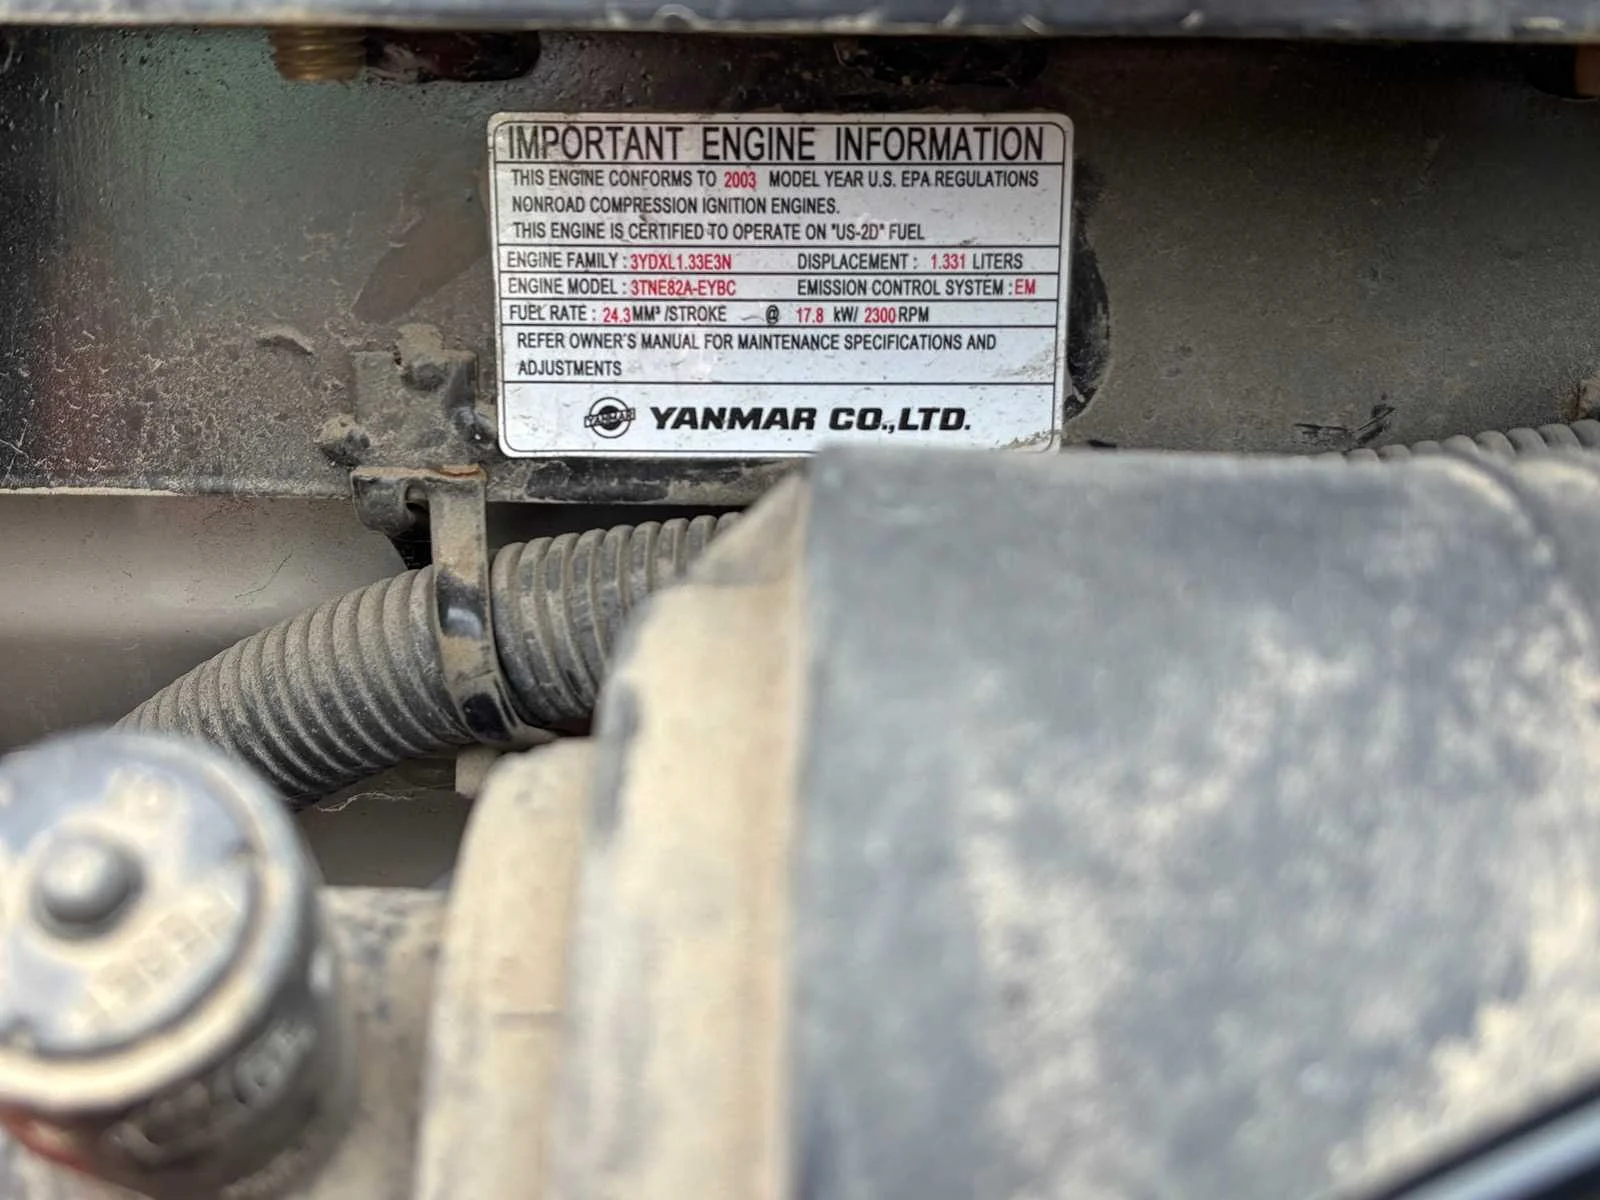 IMPORTANT ENGINE INFORMATION
THIS ENGINE CONFORMS TO 2003 MODEL YEAR U.S. EPA REGULATIONS
NONROAD COMPRESSION IGNITION ENGINES.
THIS ENGINE IS CERTIFIED TO OPERATE ON "US-2D" FUEL
ENGINE FAMILY : 3YDXL1.33E3N DISPLACEMENT : 1.331 LITERS
ENGINE MODEL : 3TNE82A-EYBC EMISSION CONTROL SYSTEM : EM
FUEL RATE : 24.3 MM³ /STROKE @ 17.8 kW/ 2300 RPM
REFER OWNER'S MANUAL FOR MAINTENANCE SPECIFICATIONS AND
ADJUSTMENTS
YANMAR YANMAR CO.,LTD.